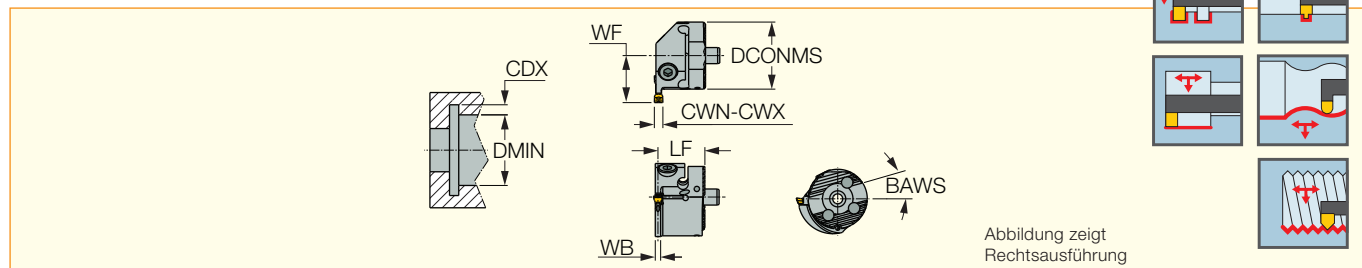 WF
DCONMS
CDX
CWN-CWX
DMIN
LF
BAWS
WB
Abbildung zeigt
Rechtsausführung